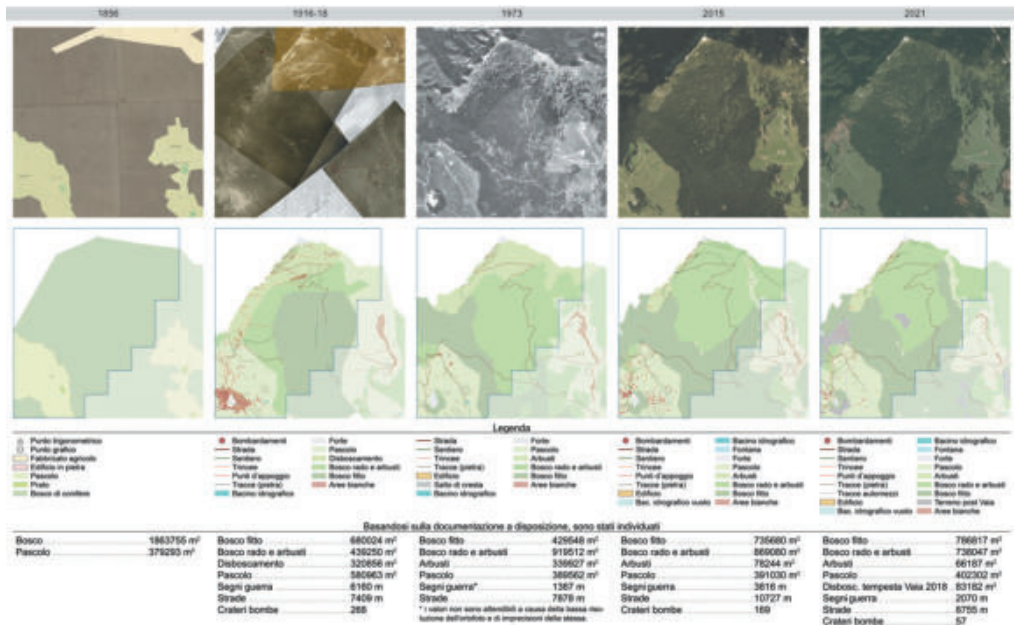 1856 1916-18 1973 2015 2021
Legenda
Punto trigonometrico
Punto grafico
Fabbricato agricolo
Edificio in pietra
Pascolo
Prato
Bosco di conifere
Bombardamenti
Strada
Sentiero
Trincee
Punti d'appoggio
Tracce (pietra)
Bacino idrografico
Forte
Pascolo
Disboscamento
Bosco rado e arbusti
Bosco fitto
Aree bianche
Strada
Sentiero
Trincee
Tracce (pietra)
Edificio
Salto di cresta
Bacino idrografico
Forte
Pascolo
Arbusti
Bosco rado e arbusti
Bosco fitto
Aree bianche
Bombardamenti
Strada
Sentiero
Trincee
Punti d'appoggio
Tracce (pietra)
Edificio
Bac. idrografico vuoto
Bacino idrografico
Fontana
Forte
Pascolo
Arbusti
Bosco rado e arbusti
Bosco fitto
Aree bianche
Bombardamenti
Strada
Sentiero
Trincee
Punti d'appoggio
Tracce (pietra)
Tracce automezzi
Edificio
Bac. idrografico vuoto
Bacino idrografico
Fontana
Forte
Pascolo
Arbusti
Bosco rado e arbusti
Bosco fitto
Terreno post Vaia
Aree bianche
Basandosi sulla documentazione a disposizione, sono stati individuati
Bosco 1863755 m²
Pascolo 379293 m²
Bosco fitto 680024 m²
Bosco rado e arbusti 439250 m²
Disboscamento 320856 m²
Pascolo 580963 m²
Segni guerra 6160 m
Strade 7409 m
Crateri bombe 268
Bosco fitto 429548 m²
Bosco rado e arbusti 919512 m²
Arbusti 339827 m²
Pascolo 389562 m²
Segni guerra* 1367 m
Strade 7878 m
* I valori non sono attendibili a causa della bassa riso-
luzione dell'ortofoto e di imprecisioni della stessa.
Bosco fitto 735680 m²
Bosco rado e arbusti 869080 m²
Arbusti 78244 m²
Pascolo 391030 m²
Segni guerra 3616 m
Strade 10727 m
Crateri bombe 169
Bosco fitto 786817 m²
Bosco rado e arbusti 738047 m²
Arbusti 66187 m²
Pascolo 402302 m²
Disbosc. tempesta Vaia 2018 83182 m²
Segni guerra 2070 m
Strade 8755 m
Crateri bombe 57